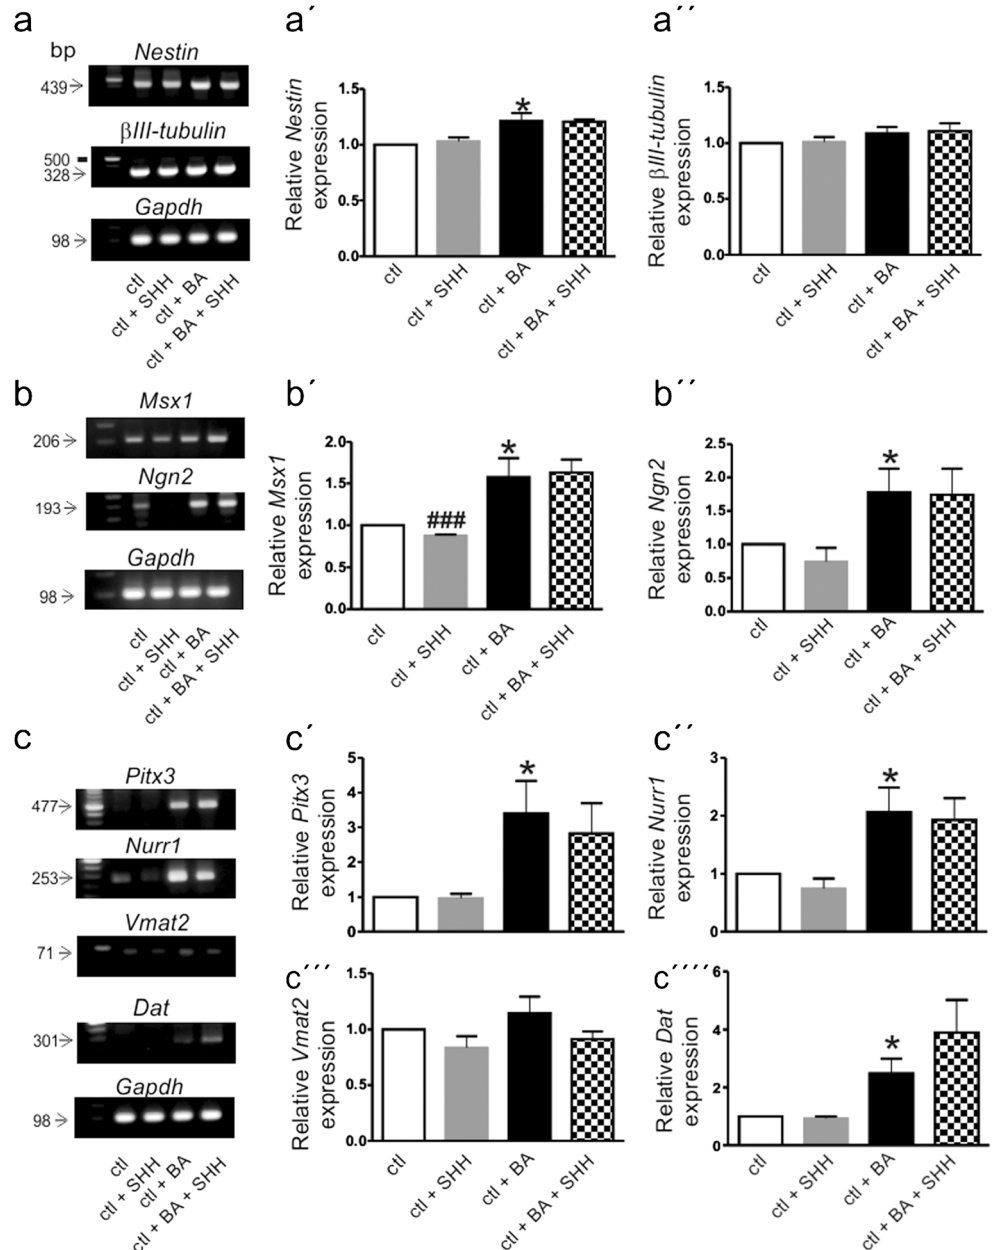 a
bp
Nestin
439
βIII-tubulin
500
328
Gapdh
98
ctl
ctl + SHH
ctl + BA
ctl + BA + SHH
a´
Relative Nestin
expression
1.5
1.0
0.5
0.0
*
ctl
ctl + SHH
ctl + BA
ctl + BA + SHH
a´´
Relative βIII-tubulin
expression
1.5
1.0
0.5
0.0
ctl
ctl + SHH
ctl + BA
ctl + BA + SHH
b
Msx1
206
Ngn2
193
Gapdh
98
ctl
ctl + SHH
ctl + BA
ctl + BA + SHH
b´
Relative Msx1
expression
2.0
1.5
1.0
0.5
0.0
###
*
ctl
ctl + SHH
ctl + BA
ctl + BA + SHH
b´´
Relative Ngn2
expression
2.5
2.0
1.5
1.0
0.5
0.0
*
ctl
ctl + SHH
ctl + BA
ctl + BA + SHH
c
Pitx3
477
Nurr1
253
Vmat2
71
Dat
301
Gapdh
98
ctl
ctl + SHH
ctl + BA
ctl + BA + SHH
c´
Relative Pitx3
expression
5
4
3
2
1
0
*
c´´
Relative Nurr1
expression
3
2
1
0
*
c´´´
Relative Vmat2
expression
1.5
1.0
0.5
0.0
ctl
ctl + SHH
ctl + BA
ctl + BA + SHH
c´´´´
Relative Dat
expression
6
4
2
0
*
ctl
ctl + SHH
ctl + BA
ctl + BA + SHH